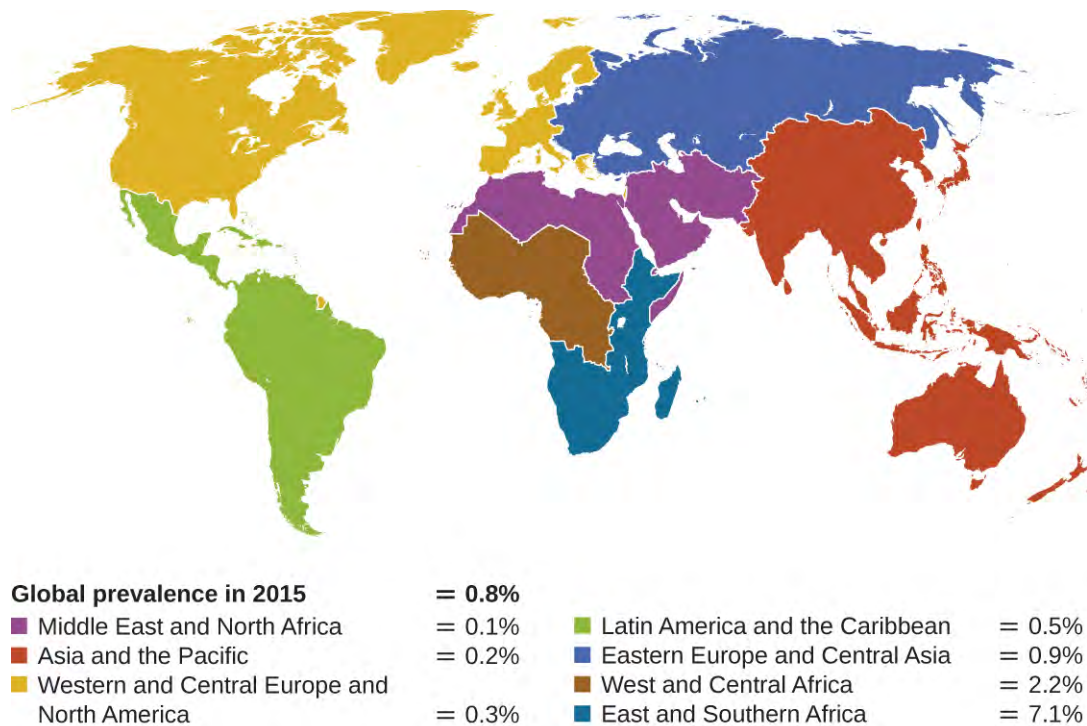 Global prevalence in 2015 = 0.8%
Middle East and North Africa = 0.1%
Asia and the Pacific = 0.2%
Western and Central Europe and
North America = 0.3%
Latin America and the Caribbean = 0.5%
Eastern Europe and Central Asia = 0.9%
West and Central Africa = 2.2%
East and Southern Africa = 7.1%